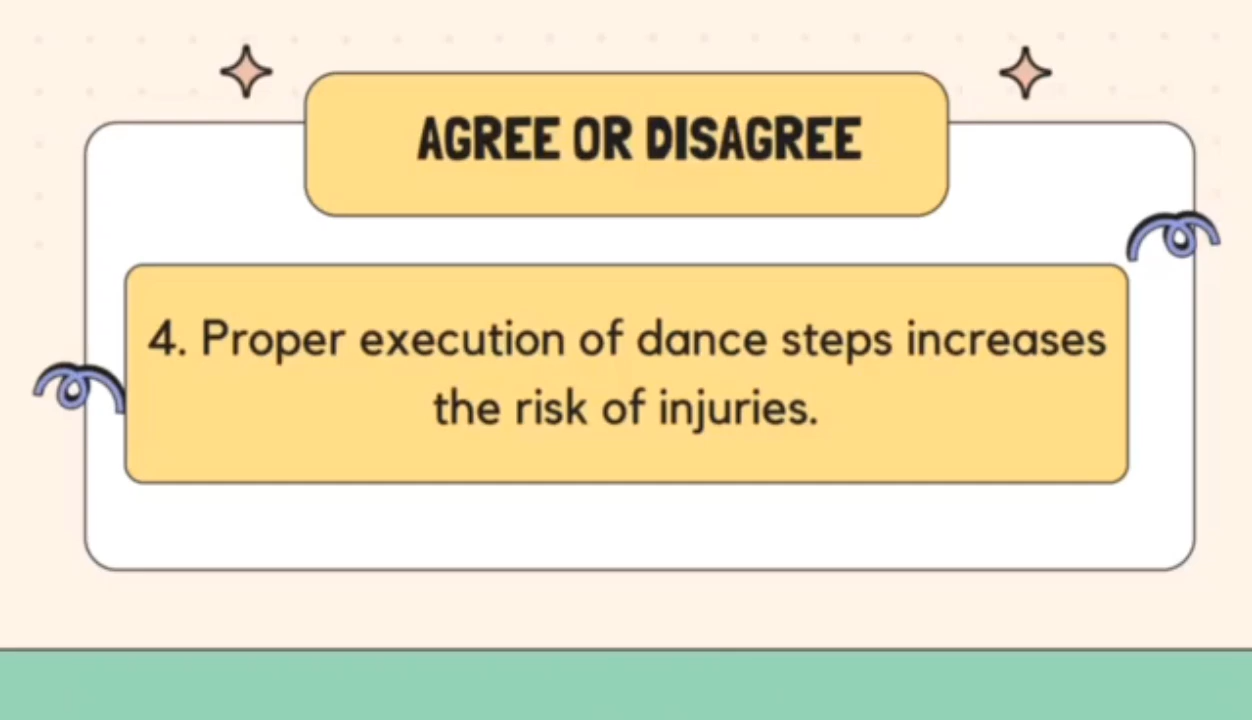 AGREE OR DISAGREE
4. Proper execution of dance steps increases
the risk of injuries.